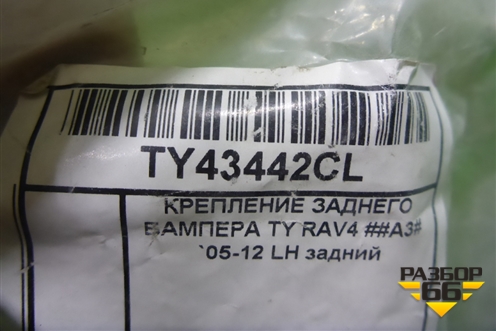 TY43442CL
КРЕПЛЕНИЕ ЗАДНЕГО
БАМПЕРА TY RAV4 ##A3#
`05-12 LH задний
РАЗБОР
66